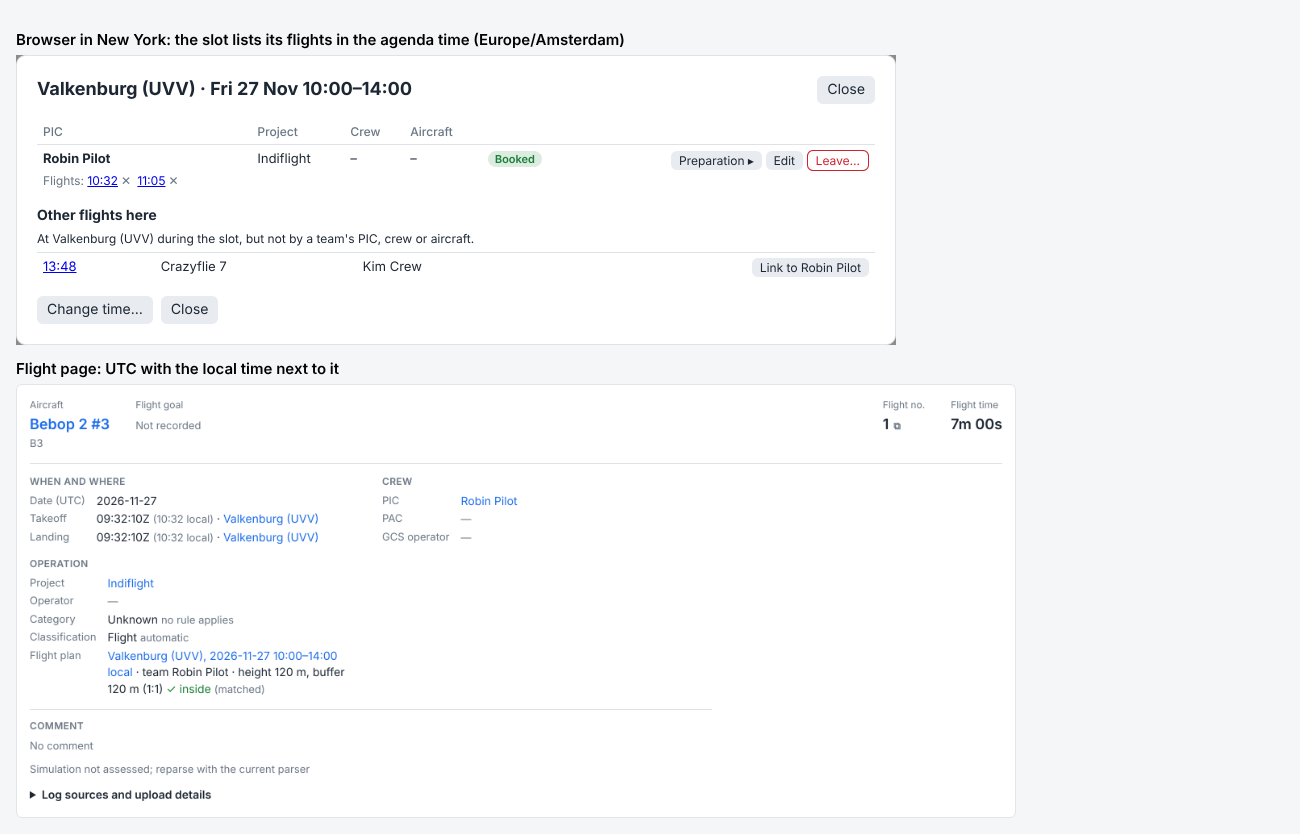 Browser in New York: the slot lists its flights in the agenda time (Europe/Amsterdam)
Valkenburg (UVV) · Fri 27 Nov 10:00–14:00
Close
PIC Project Crew Aircraft
Robin Pilot Indiflight – – Booked Preparation ▸ Edit Leave...
Flights: 10:32 × 11:05 ×
Other flights here
At Valkenburg (UVV) during the slot, but not by a team's PIC, crew or aircraft.
13:48 Crazyflie 7 Kim Crew Link to Robin Pilot
Change time... Close
Flight page: UTC with the local time next to it
Aircraft Flight goal Flight no. Flight time
Bebop 2 #3 Not recorded 1 7m 00s
B3
WHEN AND WHERE
Date (UTC) 2026-11-27
Takeoff 09:32:10Z (10:32 local) · Valkenburg (UVV)
Landing 09:32:10Z (10:32 local) · Valkenburg (UVV)
CREW
PIC Robin Pilot
PAC —
GCS operator —
OPERATION
Project Indiflight
Operator —
Category Unknown no rule applies
Classification Flight automatic
Flight plan Valkenburg (UVV), 2026-11-27 10:00–14:00
local · team Robin Pilot · height 120 m, buffer
120 m (1:1) ✓ inside (matched)
COMMENT
No comment
Simulation not assessed; reparse with the current parser
▸ Log sources and upload details